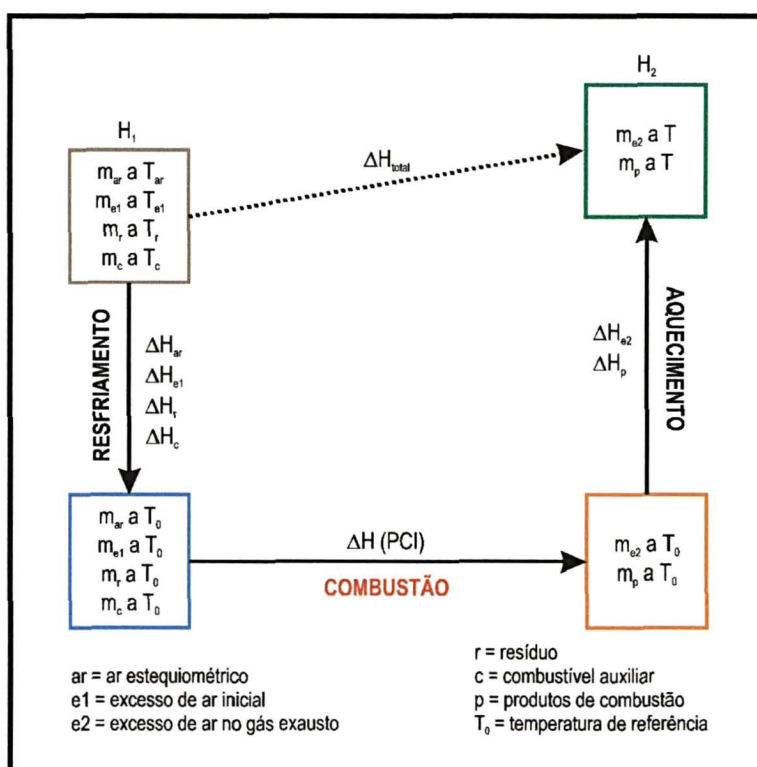 H₁
m_ar a T_ar
m_e1 a T_e1
m_r a T_r
m_c a T_c
ΔH_total
H₂
m_e2 a T
m_p a T
RESFRIAMENTO
ΔH_ar
ΔH_e1
ΔH_r
ΔH_c
ΔH_e2
ΔH_p
AQUECIMENTO
m_ar a T₀
m_e1 a T₀
m_r a T₀
m_c a T₀
ΔH (PCI)
COMBUSTÃO
m_e2 a T₀
m_p a T₀
ar = ar estequiométrico
e1 = excesso de ar inicial
e2 = excesso de ar no gás exausto
r = resíduo
c = combustível auxiliar
p = produtos de combustão
T₀ = temperatura de referência